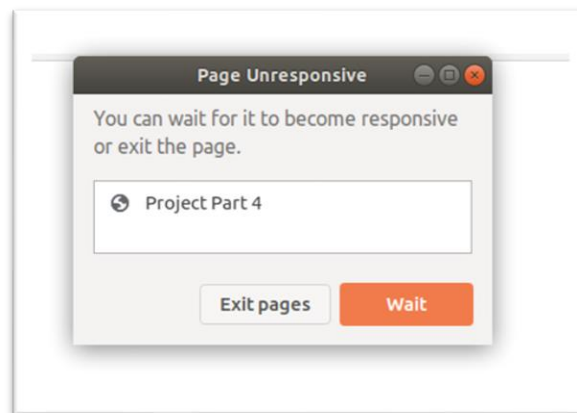 Page Unresponsive
You can wait for it to become responsive
or exit the page.
Project Part 4
Exit pages
Wait